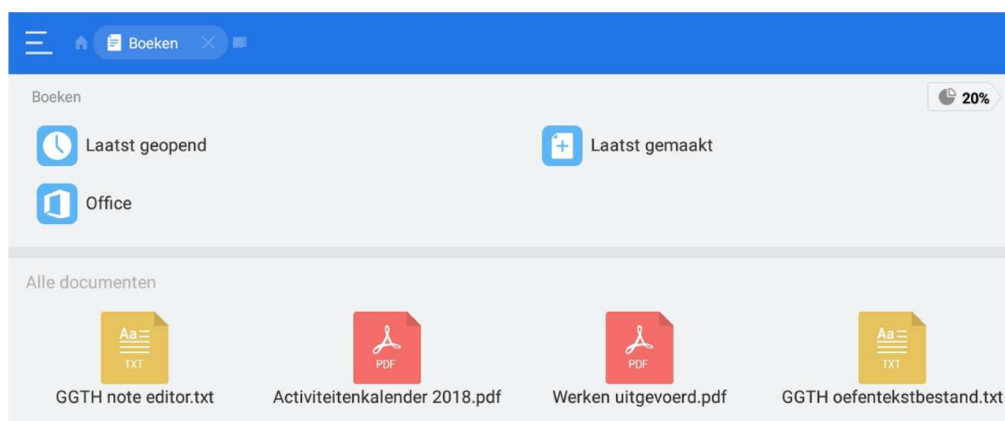 Boeken
Boeken
20%
Laatst geopend
Laatst gemaakt
Office
Alle documenten
Aa
TXT
PDF
PDF
Aa
TXT
GGTH note editor.txt
Activiteitenkalender 2018.pdf
Werken uitgevoerd.pdf
GGTH oefentekstbestand.txt